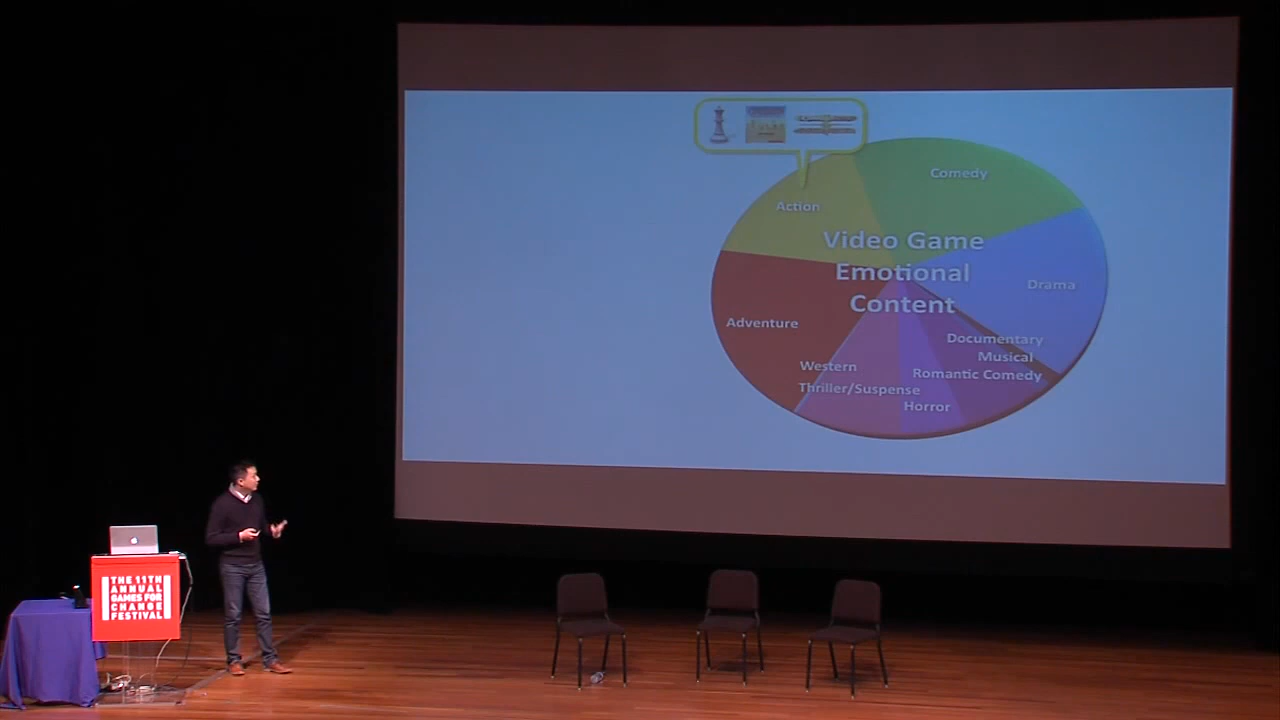 Comedy
Action
Video Game
Emotional
Content
Drama
Adventure
Documentary
Musical
Western
Romantic Comedy
Thriller/Suspense
Horror
THE 11TH
ANNUAL
GAMES FOR
CHANGE
FESTIVAL